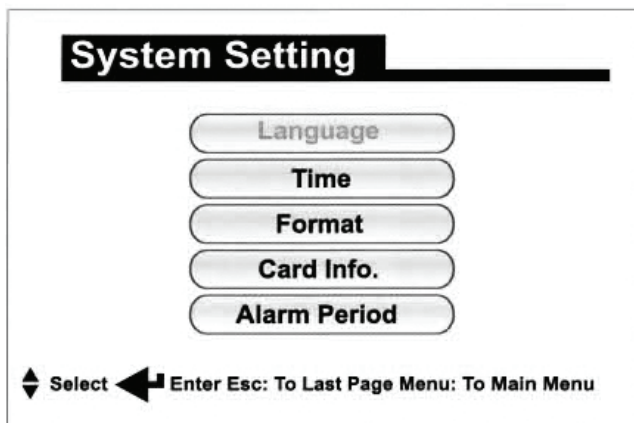 System Setting
Language
Time
Format
Card Info.
Alarm Period
Select Enter Esc: To Last Page Menu: To Main Menu